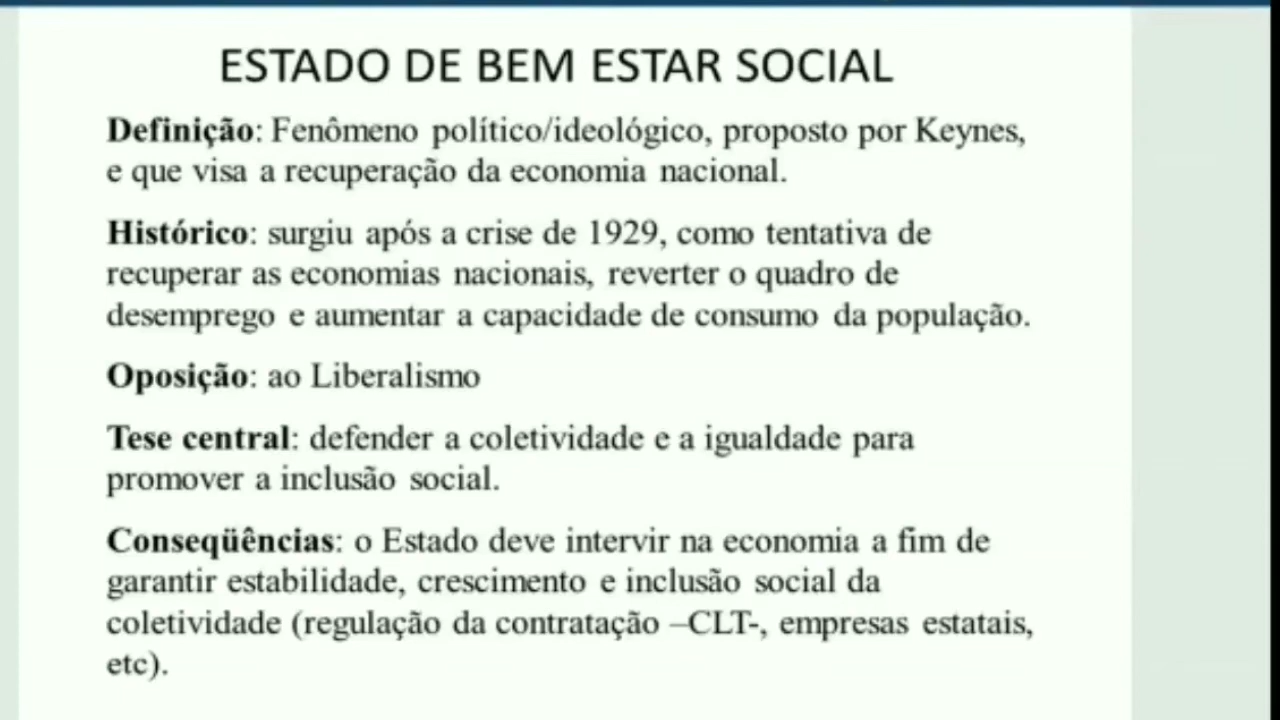 ESTADO DE BEM ESTAR SOCIAL
Definição: Fenômeno político/ideológico, proposto por Keynes,
e que visa a recuperação da economia nacional.
Histórico: surgiu após a crise de 1929, como tentativa de
recuperar as economias nacionais, reverter o quadro de
desemprego e aumentar a capacidade de consumo da população.
Oposição: ao Liberalismo
Tese central: defender a coletividade e a igualdade para
promover a inclusão social.
Conseqüências: o Estado deve intervir na economia a fim de
garantir estabilidade, crescimento e inclusão social da
coletividade (regulação da contratação –CLT-, empresas estatais,
etc).